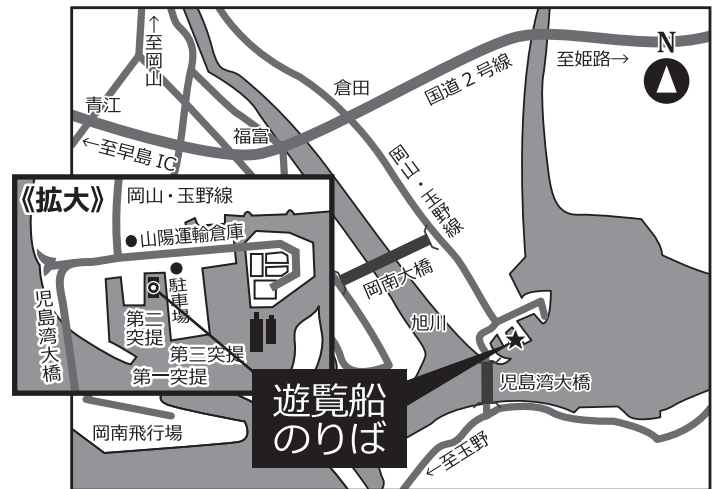 ←至岡山
N
至姫路→
国道2号線
倉田
青江
福富
←至早島IC
岡山・玉野線
岡南大橋
旭川
児島湾大橋
←至玉野
岡南飛行場
《拡大》
岡山・玉野線
山陽運輸倉庫
駐車場
児島湾大橋
第二
突提
第三突提
第一突提
遊覧船
のりば